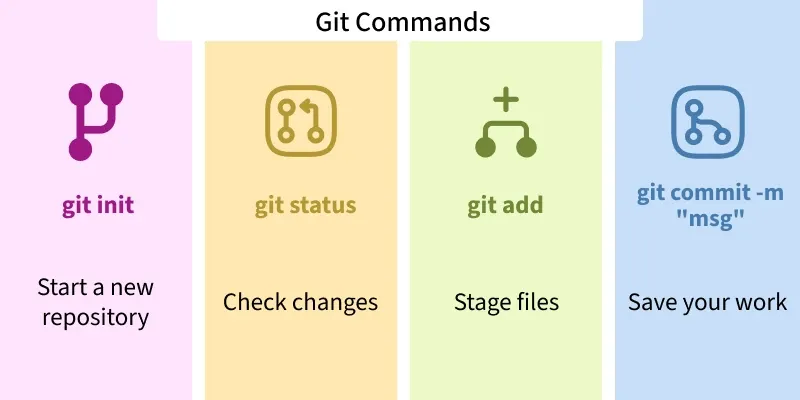 Git Commands
git init
git status
git add
git commit -m
"msg"
Start a new
repository
Check changes
Stage files
Save your work